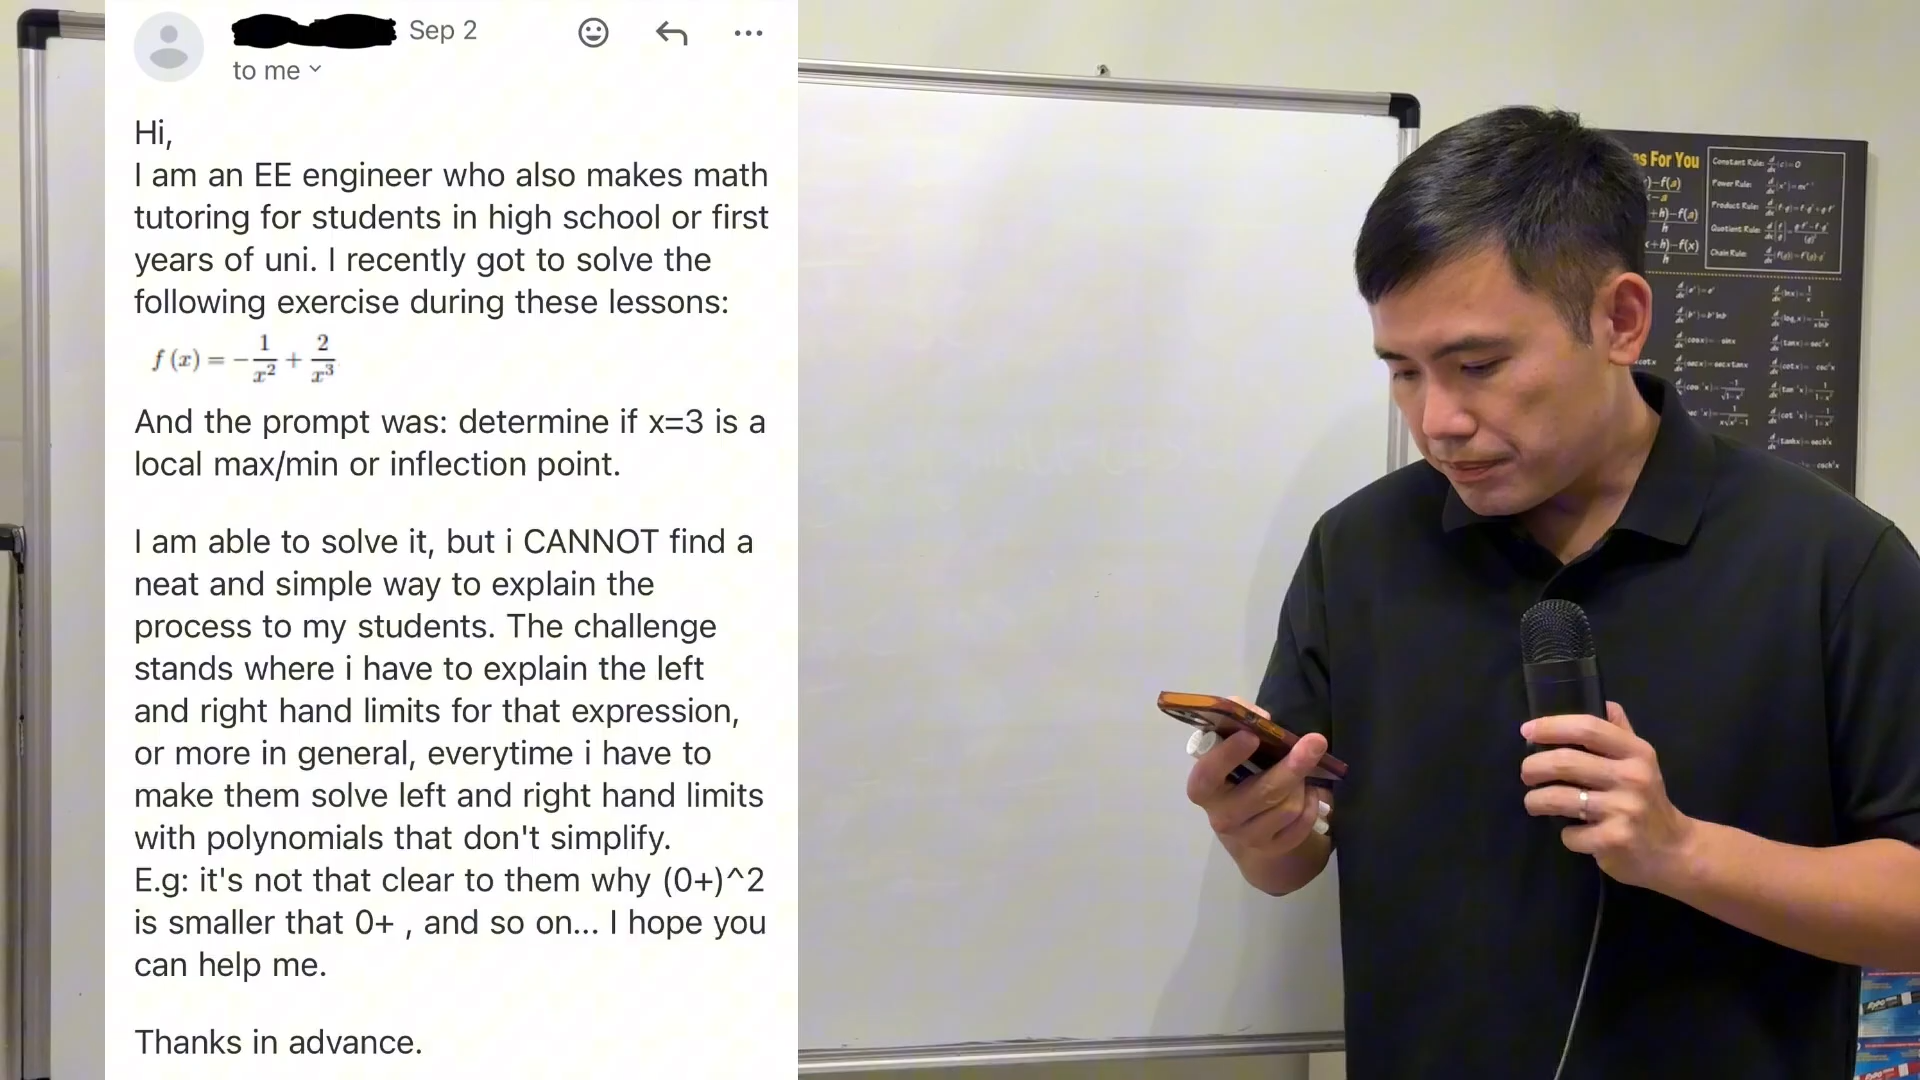 Sep 2
to me
Hi,
I am an EE engineer who also makes math
tutoring for students in high school or first
years of uni. I recently got to solve the
following exercise during these lessons:
f (x) = −1/x² + 2/x³
And the prompt was: determine if x=3 is a
local max/min or inflection point.
I am able to solve it, but i CANNOT find a
neat and simple way to explain the
process to my students. The challenge
stands where i have to explain the left
and right hand limits for that expression,
or more in general, everytime i have to
make them solve left and right hand limits
with polynomials that don't simplify.
E.g: it's not that clear to them why (0+)^2
is smaller that 0+ , and so on... I hope you
can help me.
Thanks in advance.
s For You
Constant Rule:
Power Rule:
Product Rule:
Quotient Rule:
Chain Rule: